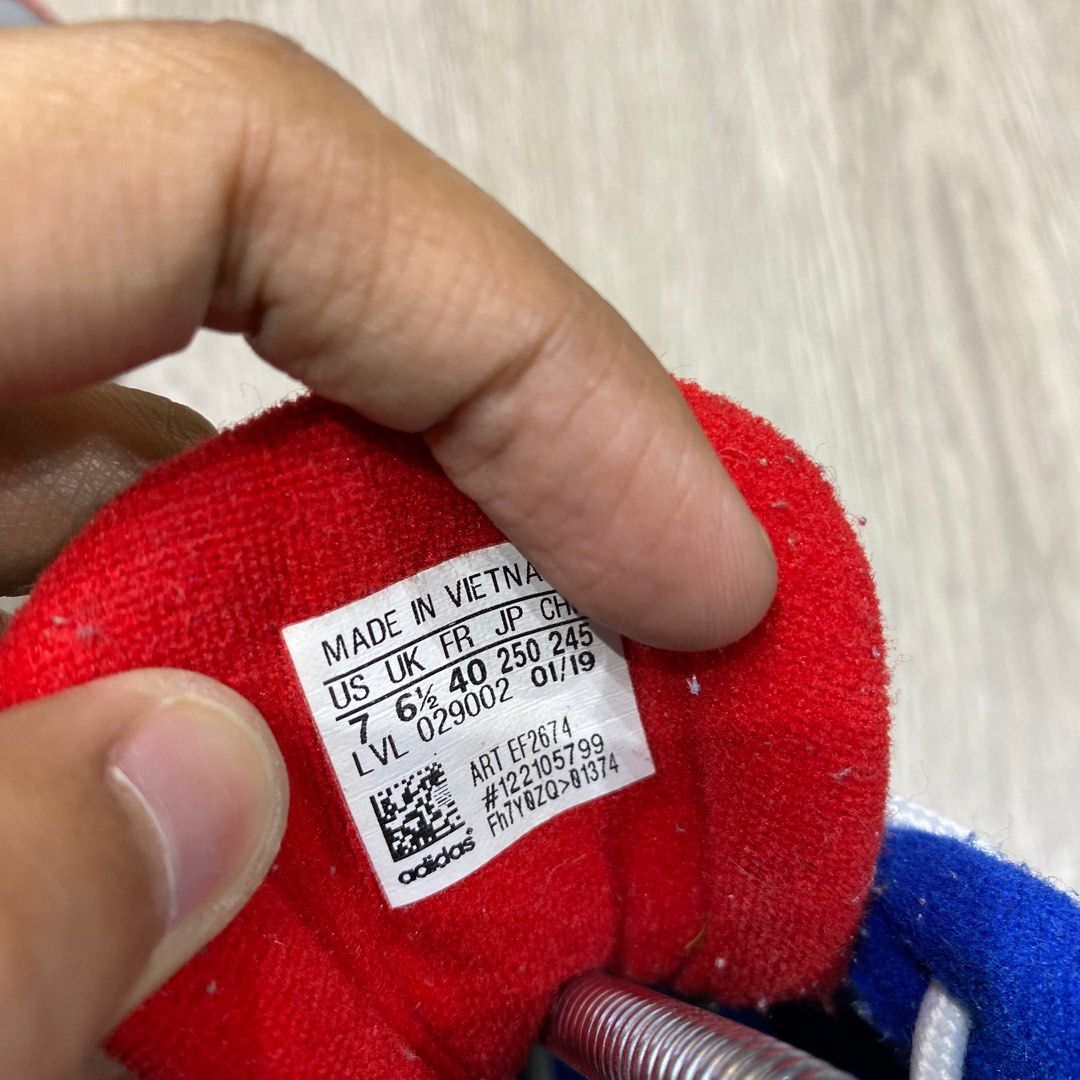 MADE IN VIETNA
US UK FR JP CH
7 6½ 40 250 245
LVL 029002 01/19
ART EF2674
#122105799
Fh7Y0ZQ>01374
adidas